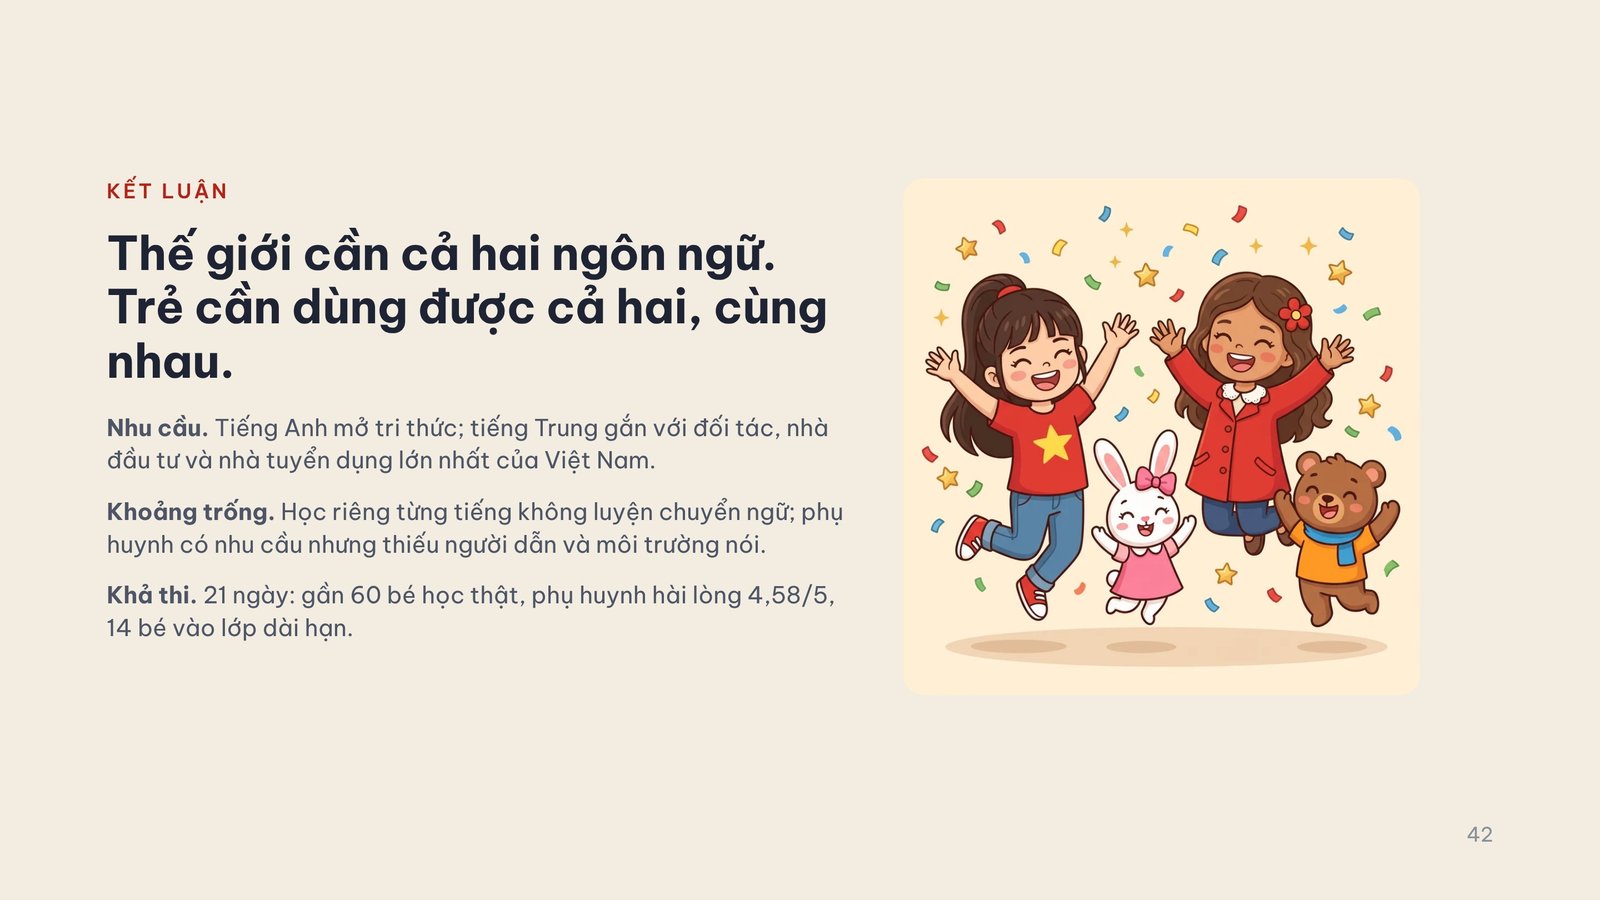 KẾT LUẬN
Thế giới cần cả hai ngôn ngữ.
Trẻ cần dùng được cả hai, cùng
nhau.
Nhu cầu. Tiếng Anh mở tri thức; tiếng Trung gắn với đối tác, nhà
đầu tư và nhà tuyển dụng lớn nhất của Việt Nam.
Khoảng trống. Học riêng từng tiếng không luyện chuyển ngữ; phụ
huynh có nhu cầu nhưng thiếu người dẫn và môi trường nói.
Khả thi. 21 ngày: gần 60 bé học thật, phụ huynh hài lòng 4,58/5,
14 bé vào lớp dài hạn.
42